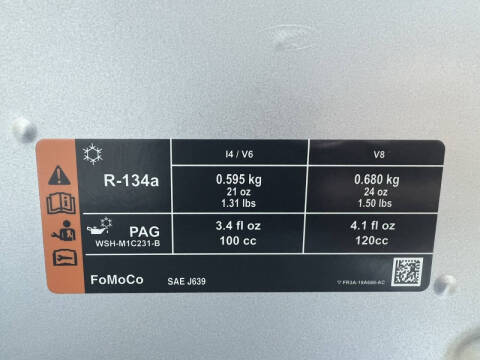 I4 / V6 V8
R-134a
0.595 kg 0.680 kg
21 oz 24 oz
1.31 lbs 1.50 lbs
PAG
WSH-M1C231-B
3.4 fl oz 4.1 fl oz
100 cc 120cc
FoMoCo SAE J639